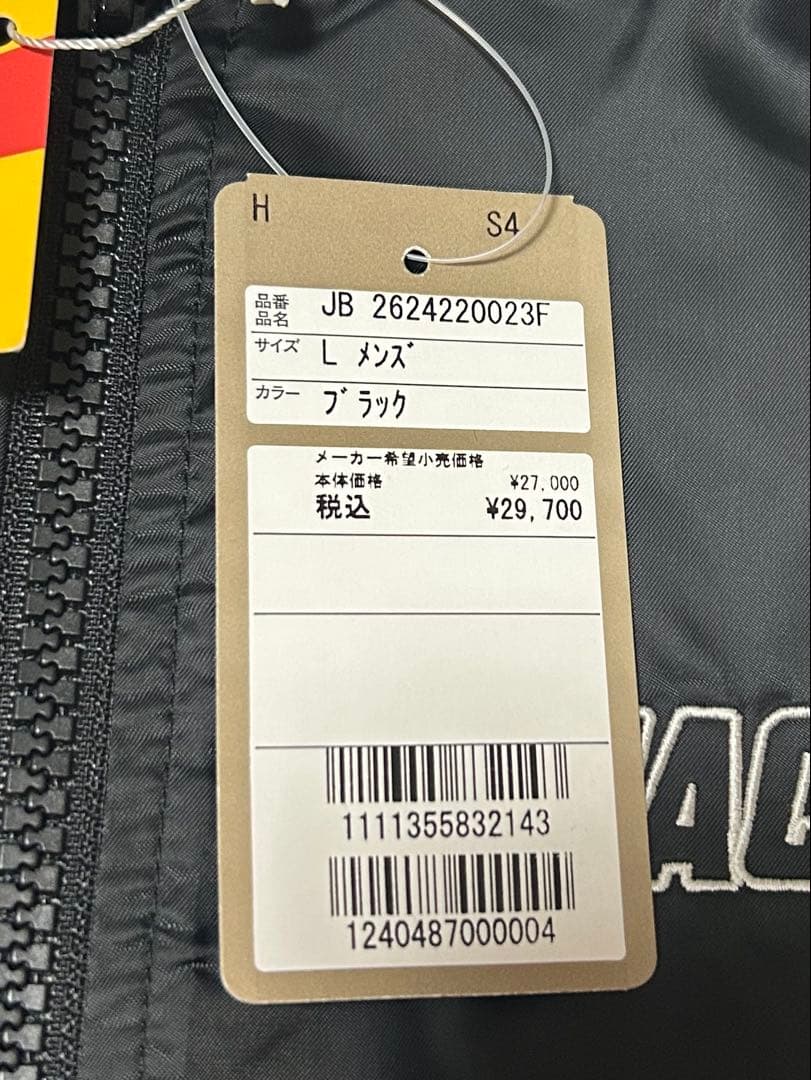 H
S4
品番 JB 2624220023F
品名
サイズ L メンズ
カラー ブラック
メーカー希望小売価格
本体価格 ¥27,000
税込 ¥29,700
1111355832143
1240487000004